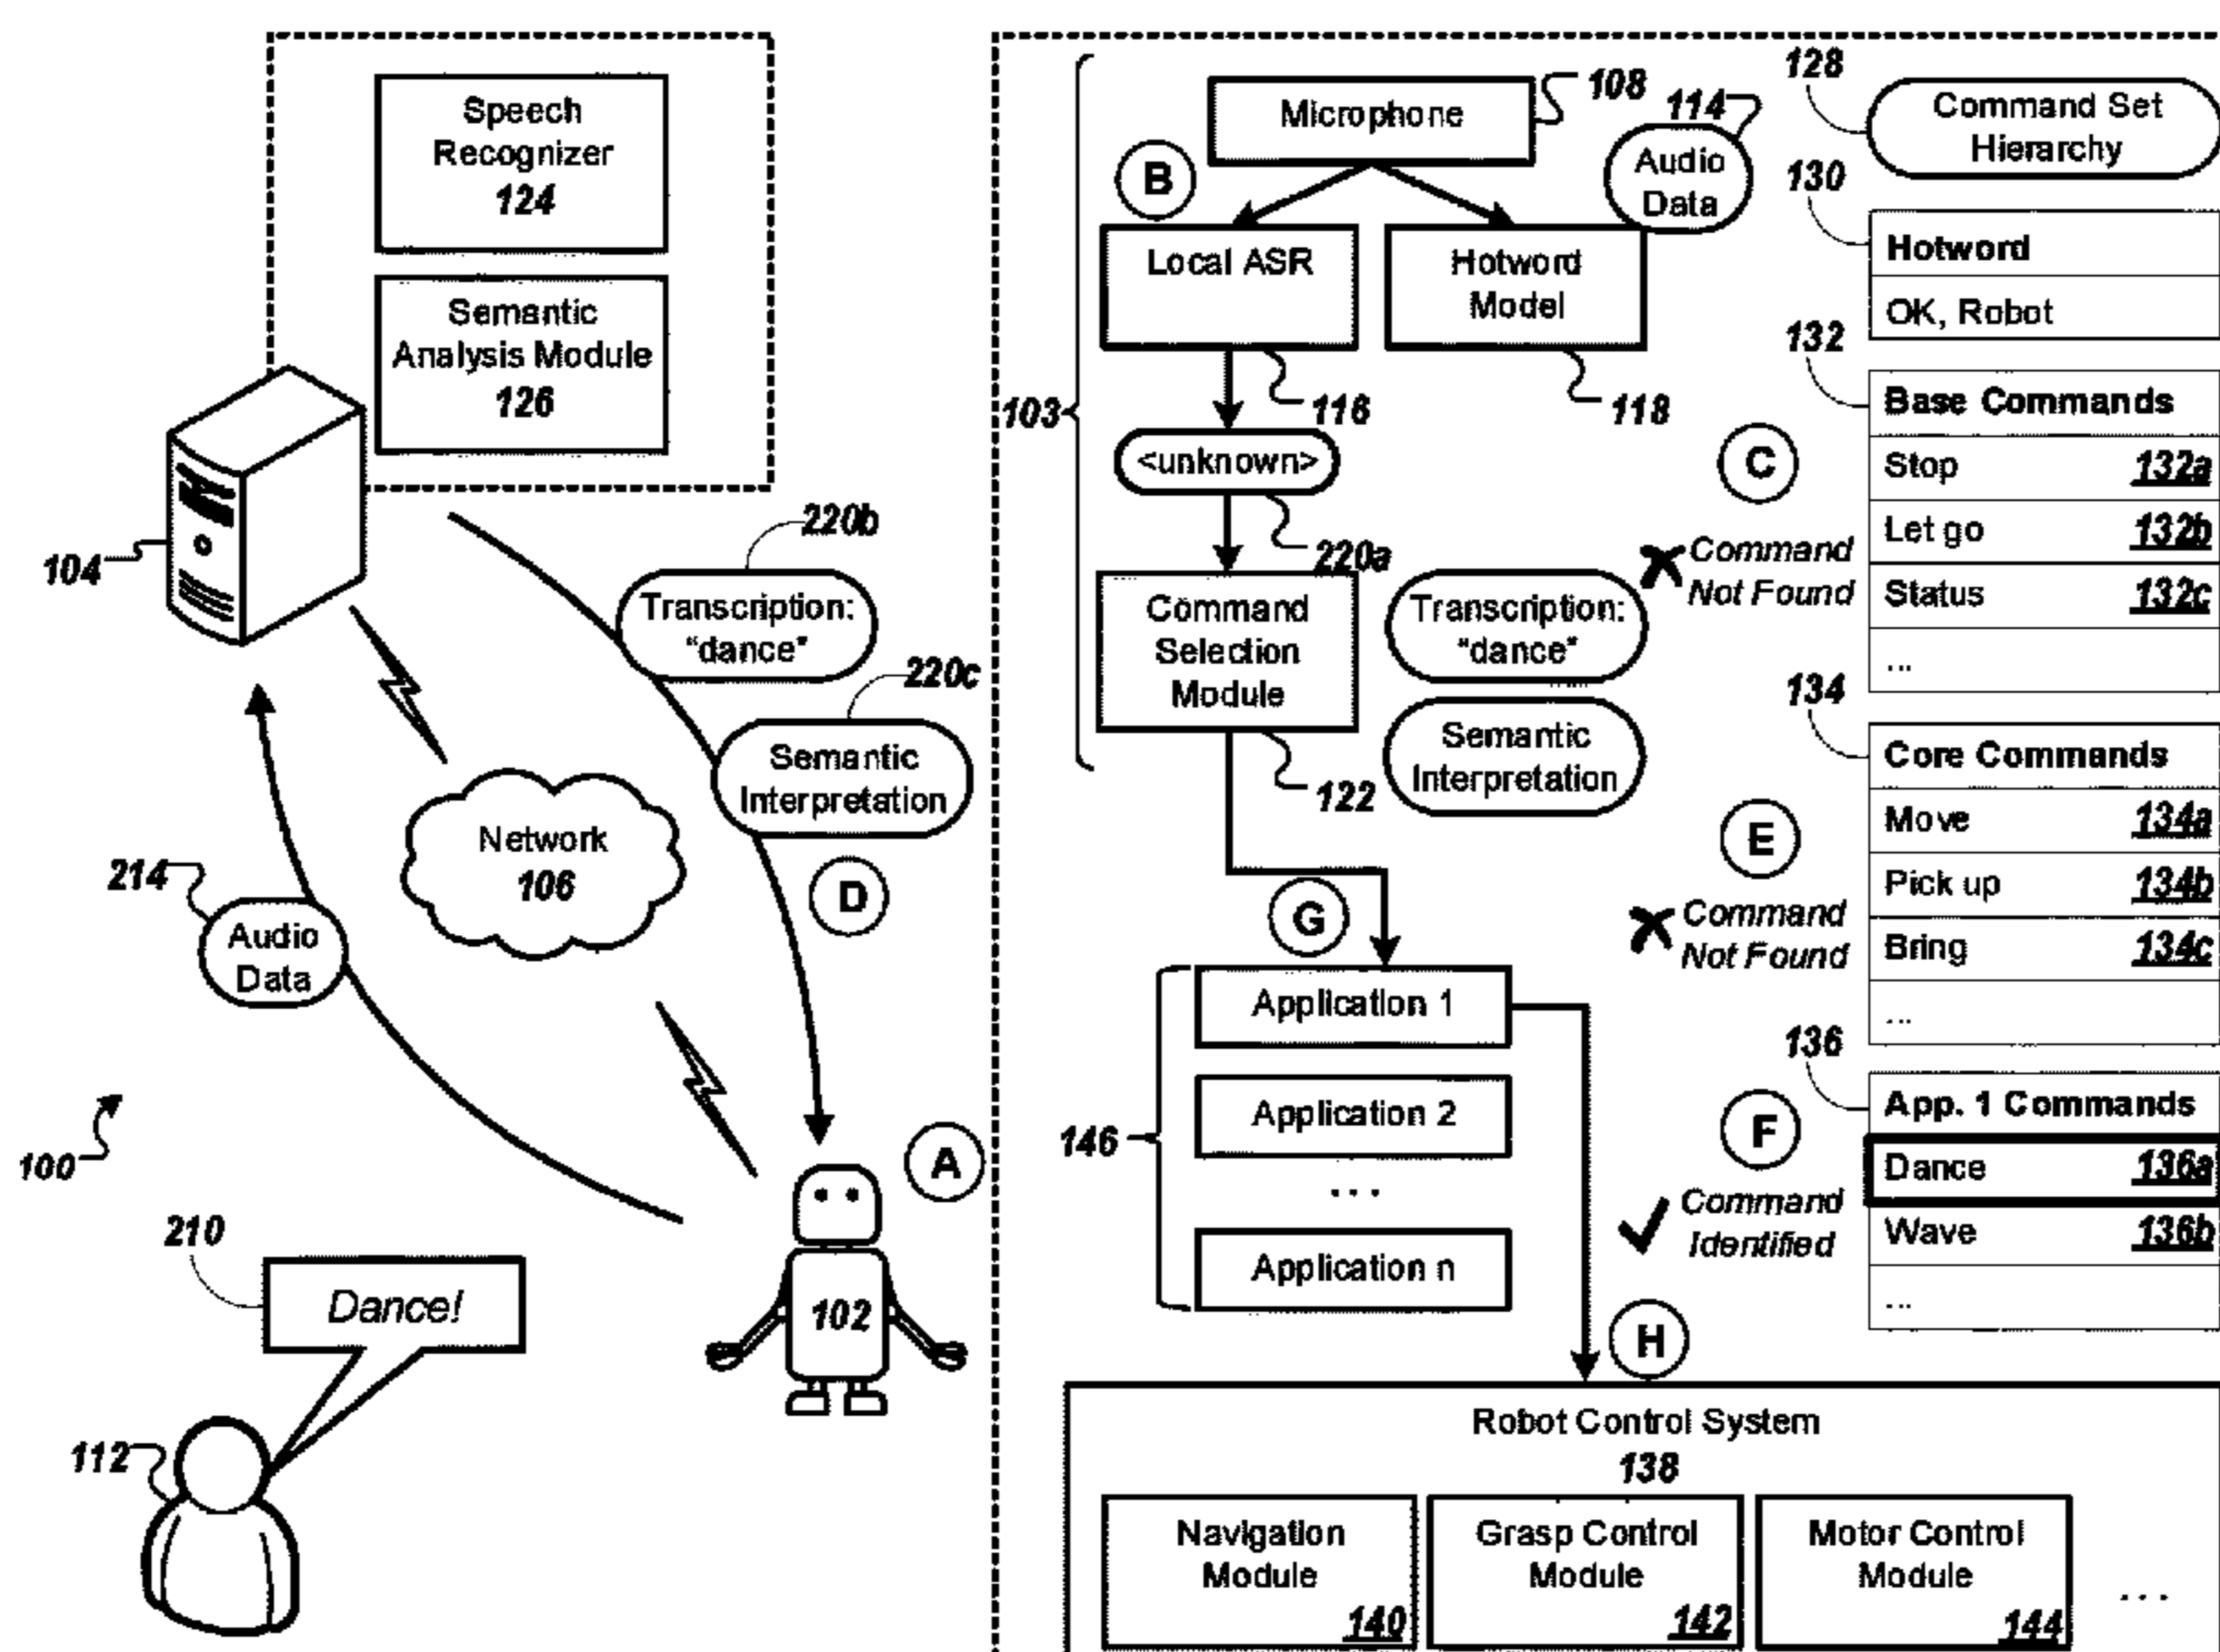 Speech
Recognizer
124
Semantic
Analysis Module
126
104
220b
Transcription:
"dance"
220c
Semantic
Interpretation
D
Network
106
214
Audio
Data
100
A
210
Dance!
102
112
103
Microphone
108
114
Audio
Data
B
Local ASR
Hotword
Model
116
118
<unknown>
220a
Command
Selection
Module
122
Transcription:
"dance"
Semantic
Interpretation
G
Application 1
Application 2
...
Application n
146
H
128
Command Set
Hierarchy
130
Hotword
OK, Robot
132
Base Commands
C
Stop 132a
Let go 132b
Status 132c
...
Command
Not Found
134
Core Commands
E
Move 134a
Pick up 134b
Bring 134c
...
Command
Not Found
136
App. 1 Commands
F
Dance 136a
Wave 136b
...
Command
Identified
Robot Control System
138
Navigation
Module
140
Grasp Control
Module
142
Motor Control
Module
144
...